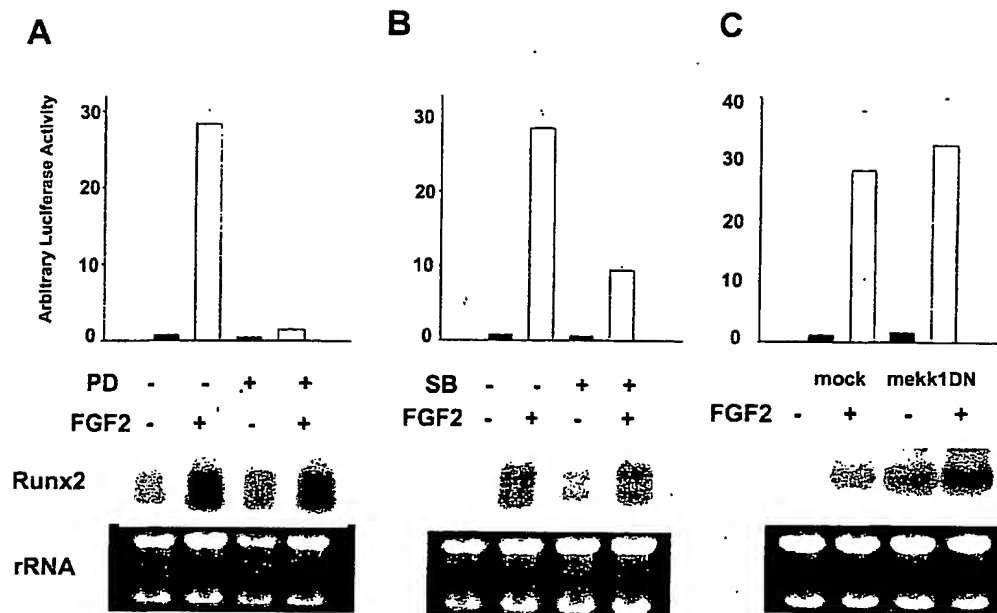 A B C
Arbitrary Luciferase Activity
30
20
10
0
30
20
10
0
40
30
20
10
0
PD - - + +
FGF2 - + - +
SB - - + +
FGF2 - + - +
mock mekk1DN
FGF2 - + - +
Runx2
rRNA